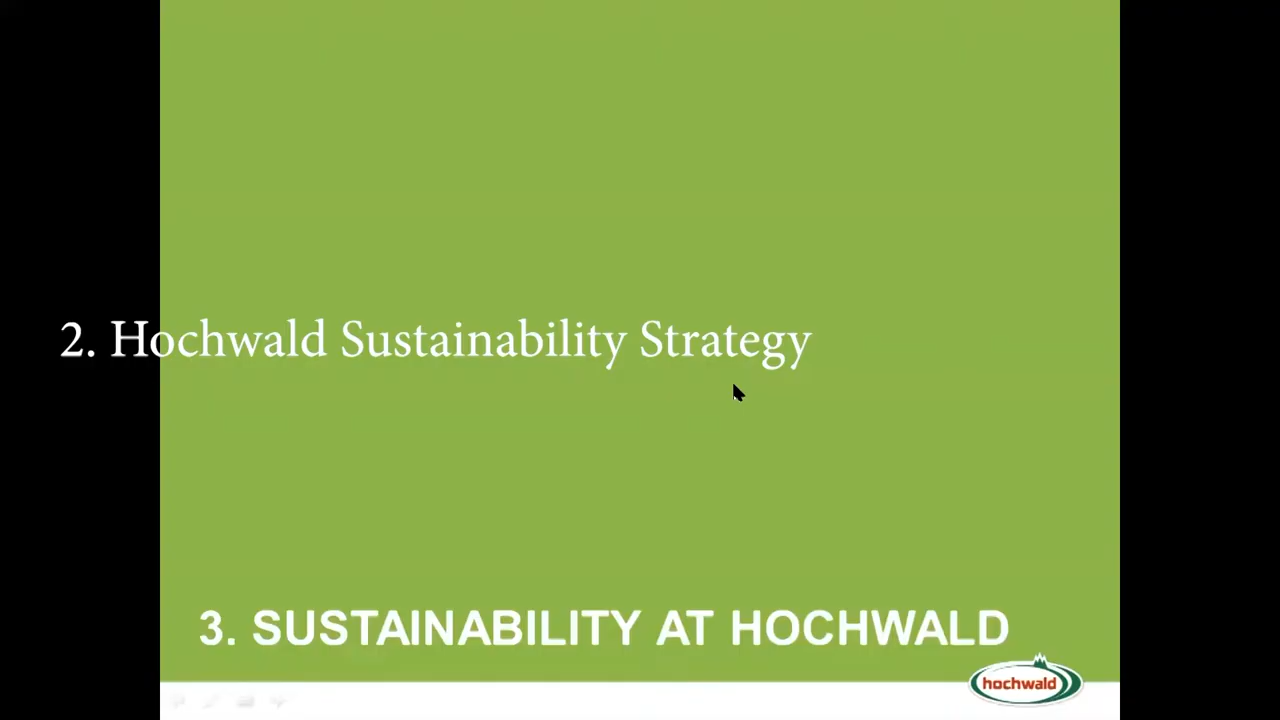 2. Hochwald Sustainability Strategy
3. SUSTAINABILITY AT HOCHWALD
hochwald